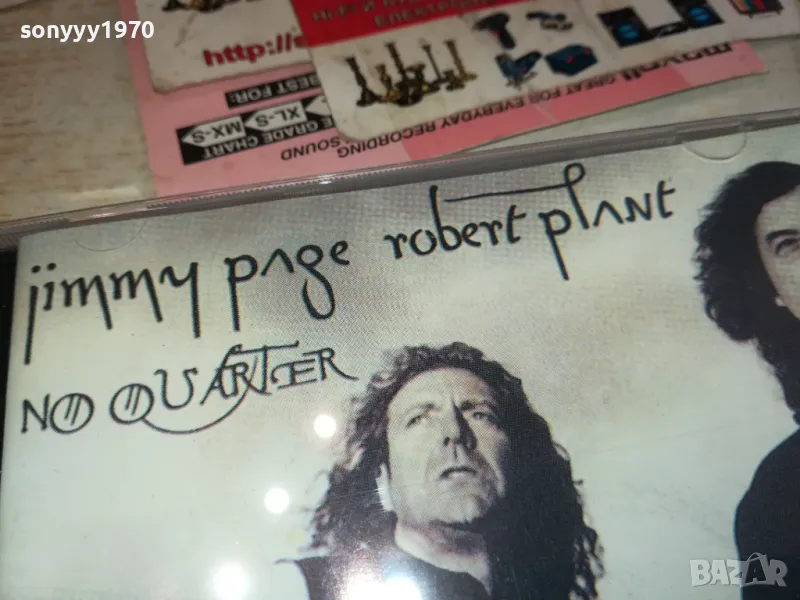 sonyyy1970
http://s
GREAT FOR EVERYDAY RECORDING
SOUND
E GRADE CHART
BEST FOR:
XL-S
MX-S
jimmy page robert plant
NO QUARTER
BAZAR